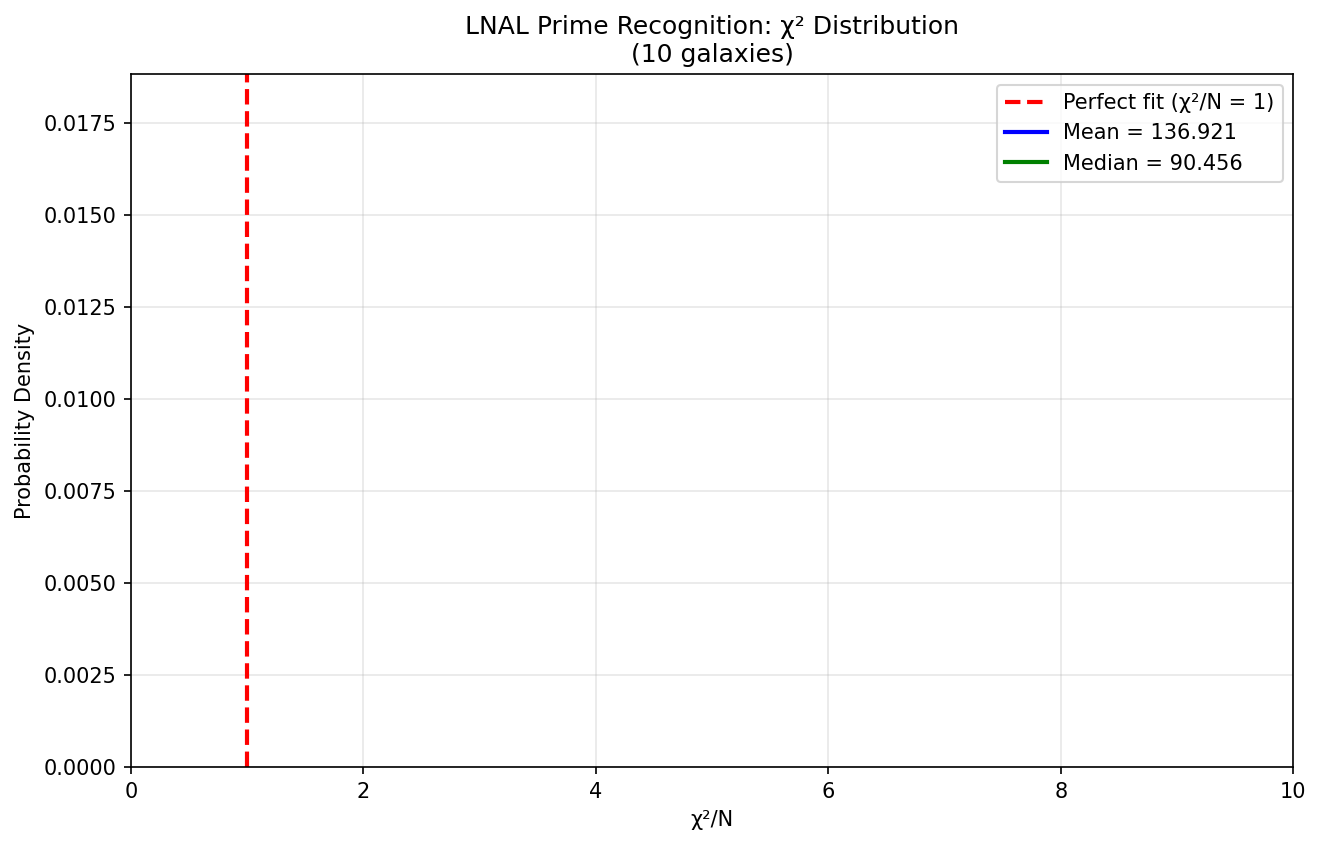 LNAL Prime Recognition: χ² Distribution
(10 galaxies)
Perfect fit (χ²/N = 1)
Mean = 136.921
Median = 90.456
Probability Density
0.0175
0.0150
0.0125
0.0100
0.0075
0.0050
0.0025
0.0000
0 2 4 6 8 10
χ²/N